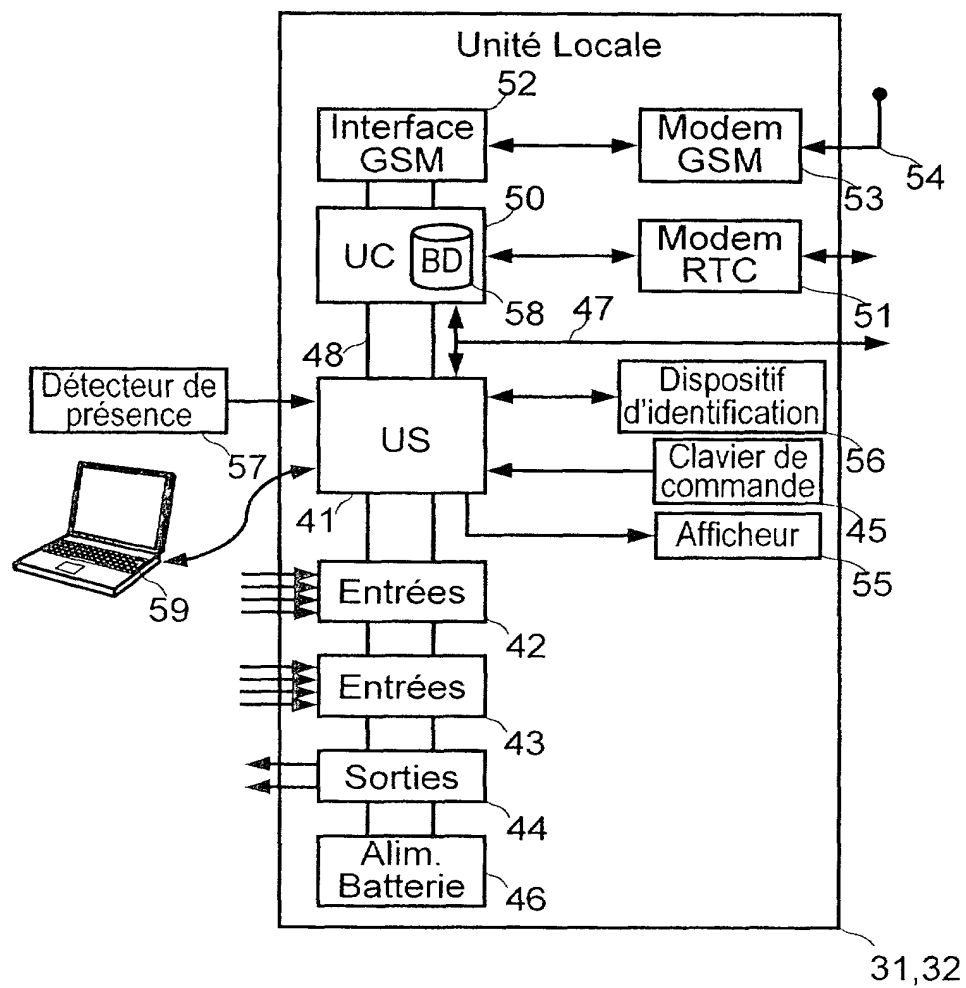 Unité Locale
52
Interface
GSM
Modem
GSM
53
54
50
UC
BD
58
Modem
RTC
51
47
48
Détecteur de
présence
57
US
41
Dispositif
d'identification
56
Clavier de
commande
45
Afficheur
55
59
Entrées
42
Entrées
43
Sorties
44
Alim.
Batterie
46
31,32